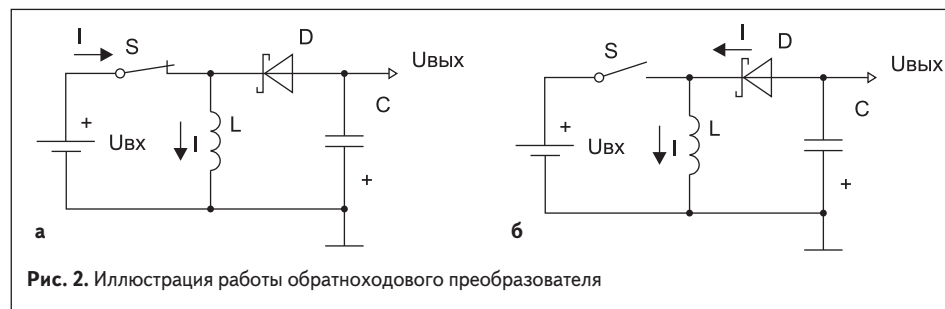 I
S
D
Uвых
C
+
Uвх
I
L
+
а
I
S
D
Uвых
C
+
Uвх
I
L
+
б
Рис. 2. Иллюстрация работы обратноходового преобразователя